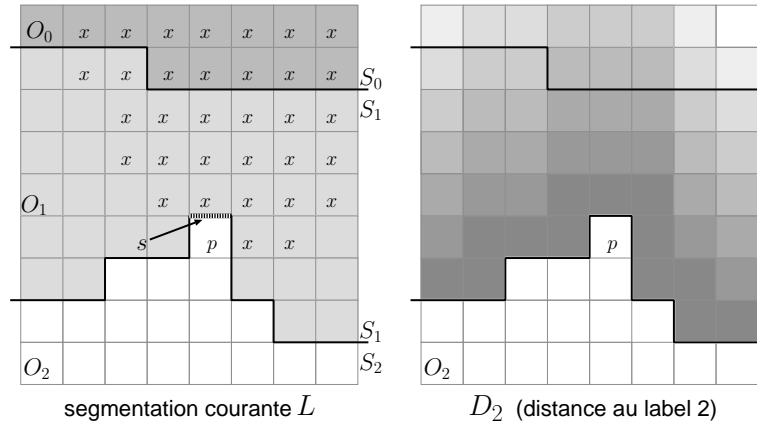 O₀ x x x x x x x
x x x x x x x S₀
x x x x x x S₁
x x x x x x
O₁ x x x x x
s p x x
S₁
O₂ S₂
segmentation courante L
p
O₂
D₂ (distance au label 2)